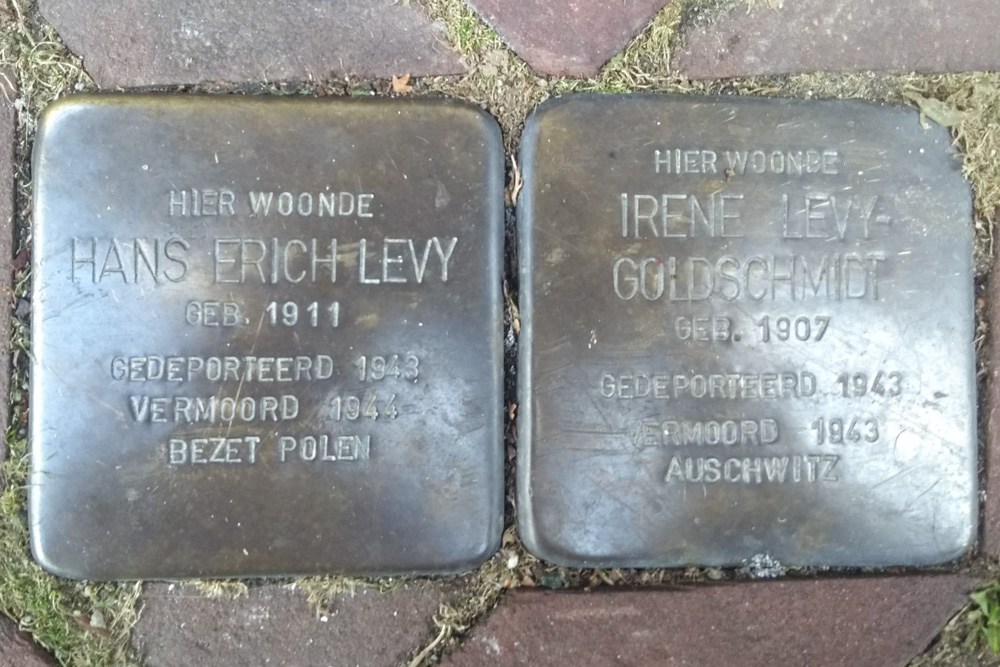 HIER WOONDE
HANS ERICH LEVY
GEB. 1911
GEDEPORTEERD 1943
VERMOORD 1944
BEZET POLEN
HIER WOONDE
IRENE LEVY-
GOLDSCHMIDT
GEB. 1907
GEDEPORTEERD 1943
VERMOORD 1943
AUSCHWITZ